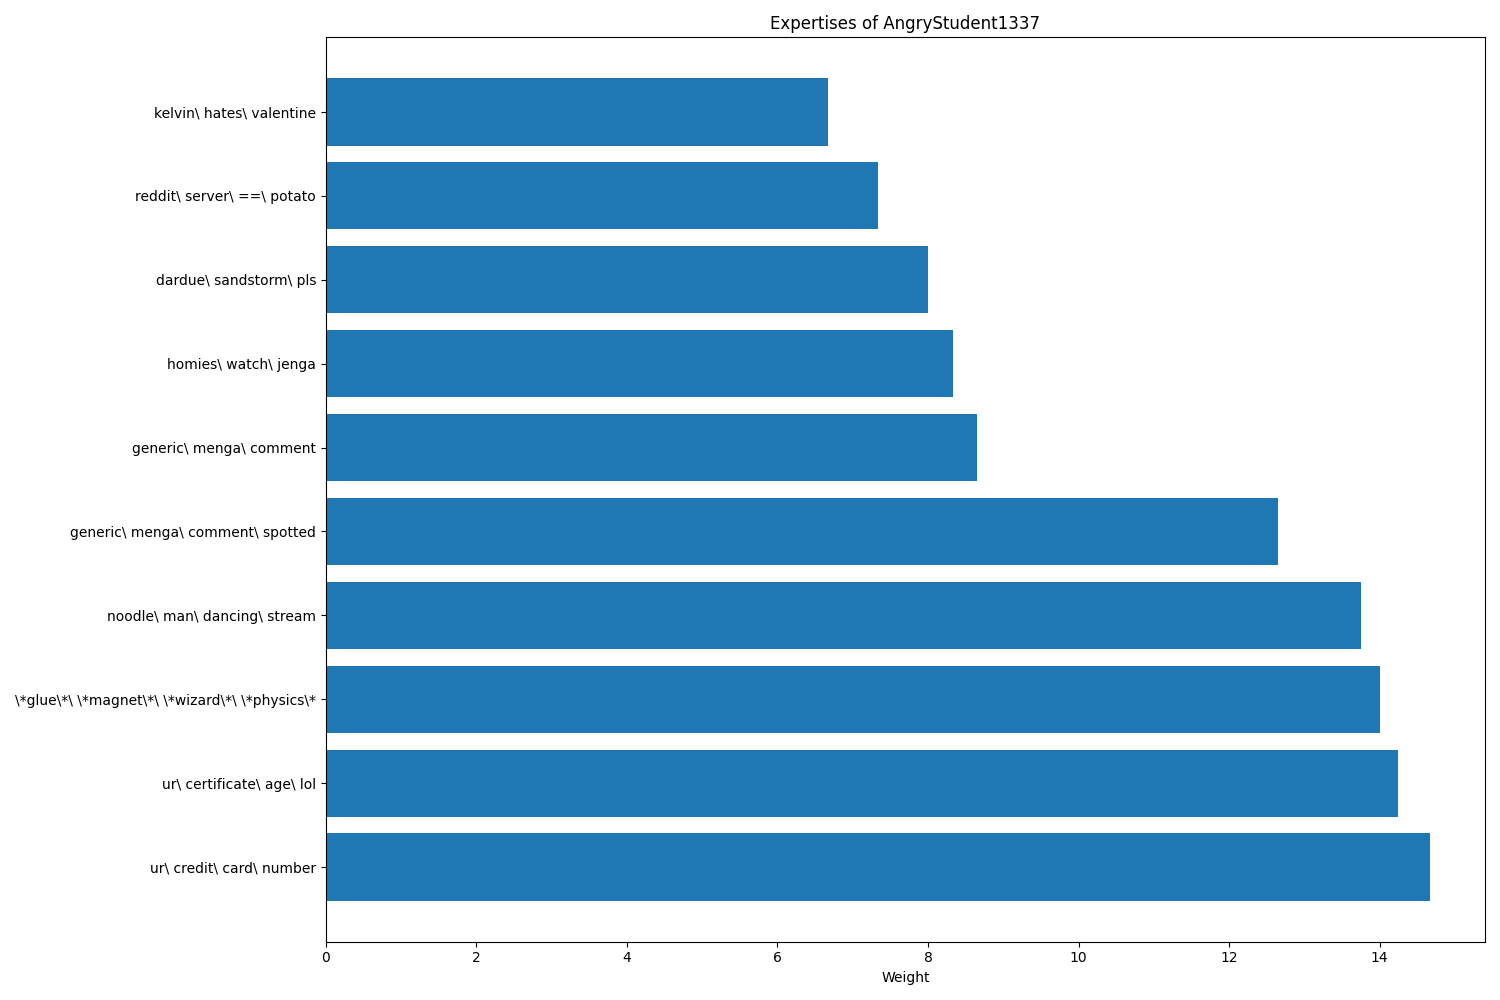 Expertises of AngryStudent1337
kelvin\ hates\ valentine
reddit\ server\ ==\ potato
dardue\ sandstorm\ pls
homies\ watch\ jenga
generic\ menga\ comment
generic\ menga\ comment\ spotted
noodle\ man\ dancing\ stream
\*glue\*\ \*magnet\*\ \*wizard\*\ \*physics\*
ur\ certificate\ age\ lol
ur\ credit\ card\ number
0 2 4 6 8 10 12 14
Weight